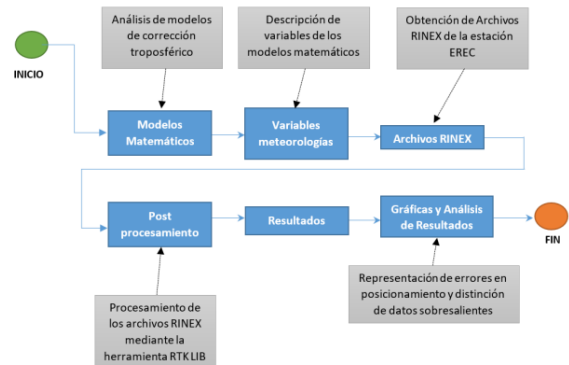 Análisis de modelos
de corrección
troposférico
Descripción de
variables de los
modelos matemáticos
Obtención de Archivos
RINEX de la estación
EREC
INICIO
Modelos
Matemáticos
Variables
meteorologías
Archivos RINEX
Post
procesamiento
Resultados
Gráficas y Análisis
de Resultados
FIN
Procesamiento de
los archivos RINEX
mediante la
herramienta RTKLIB
Representación de errores en
posicionamiento y distinción
de datos sobresalientes